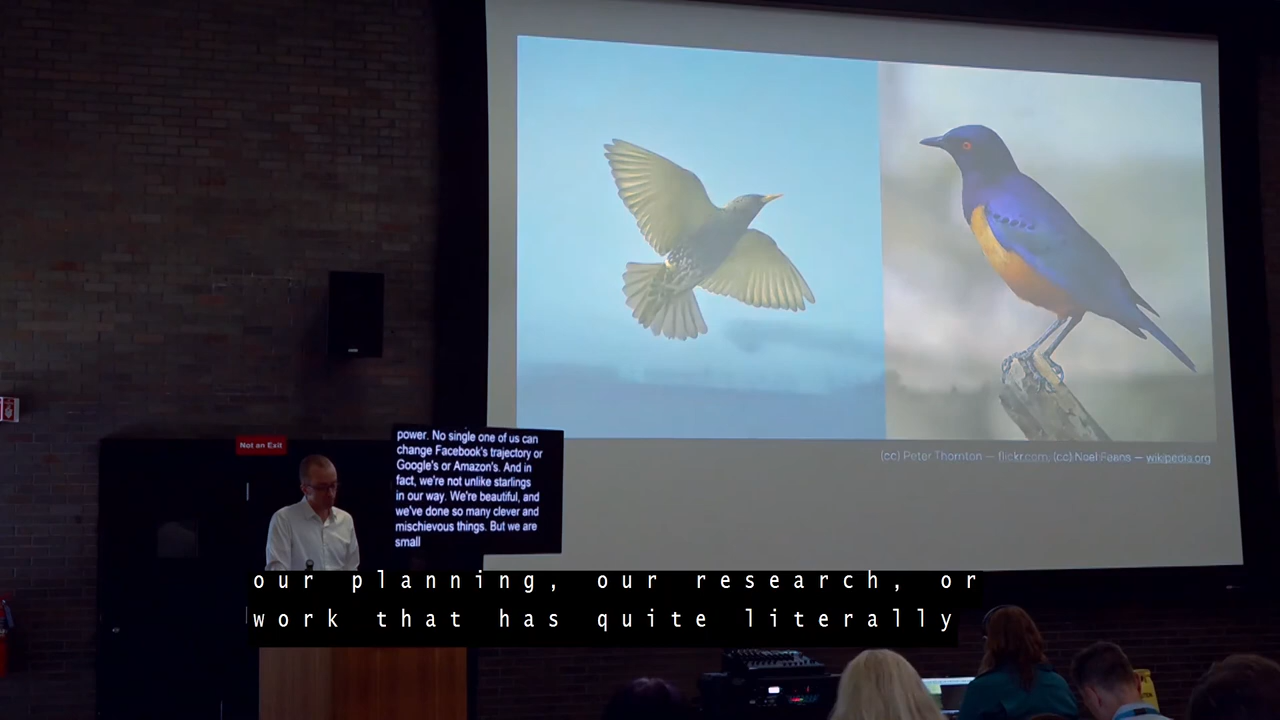 (cc) Peter Thornton — flickr.com, (cc) Noel Feans — wikipedia.org
Not an Exit
power. No single one of us can
change Facebook's trajectory or
Google's or Amazon's. And in
fact, we're not unlike starlings
in our way. We're beautiful, and
we've done so many clever and
mischievous things. But we are
small
our planning, our research, or
work that has quite literally